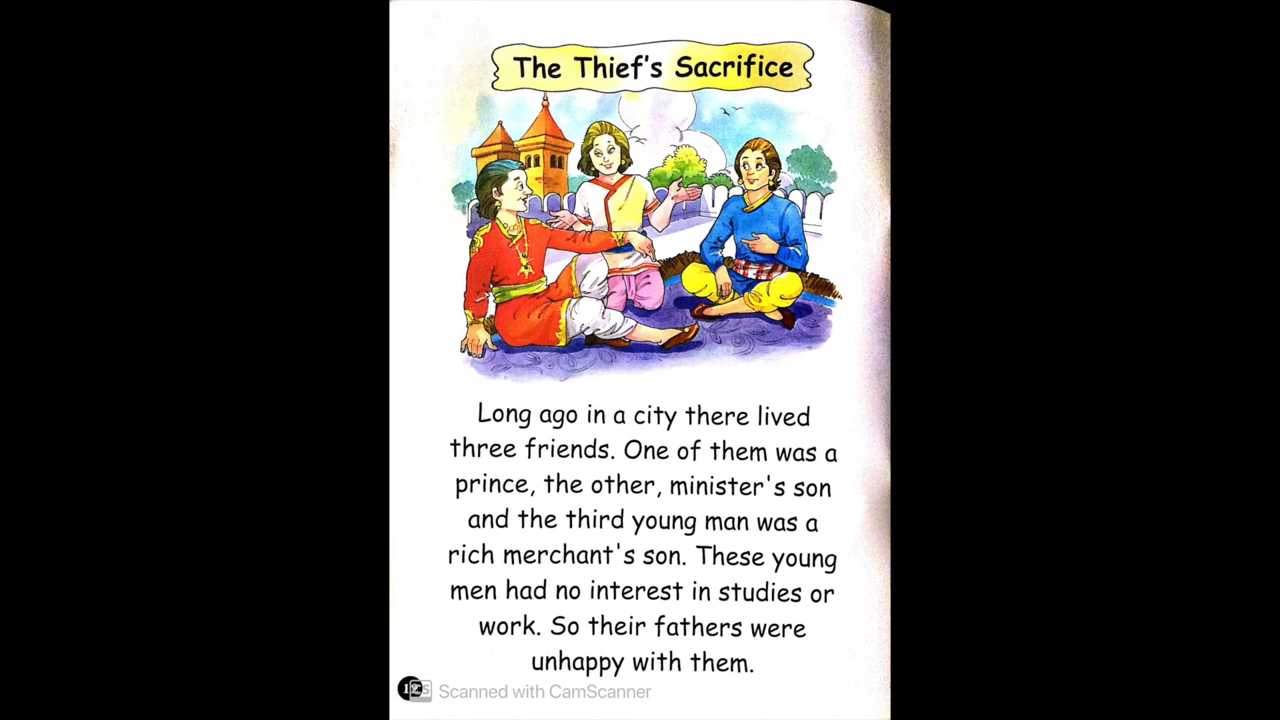 The Thief's Sacrifice
Long ago in a city there lived
three friends. One of them was a
prince, the other, minister's son
and the third young man was a
rich merchant's son. These young
men had no interest in studies or
work. So their fathers were
unhappy with them.
Scanned with CamScanner